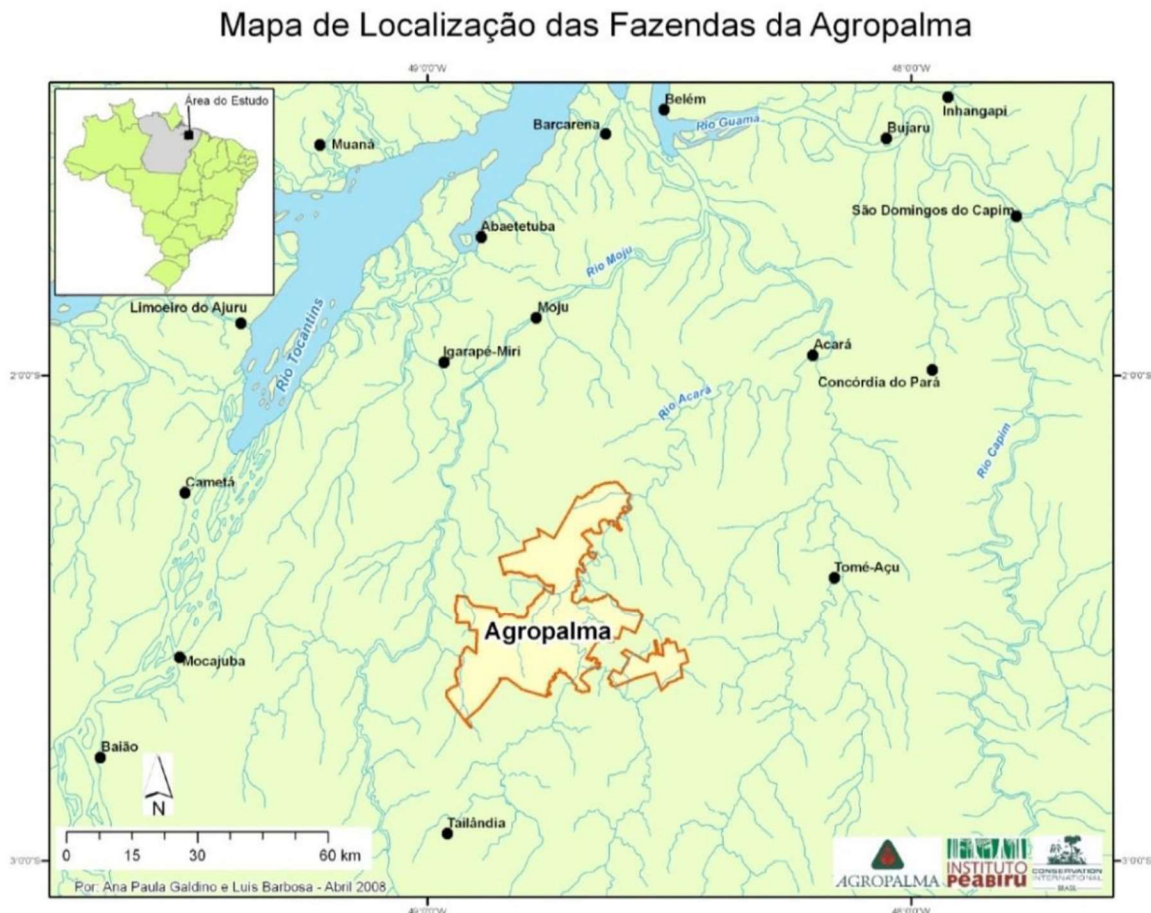 Mapa de Localização das Fazendas da Agropalma
49°0'0"W
48°0'0"W
Área do Estudo
Belém
Inhangapi
Barcarena
Rio Guamá
Bujaru
Muaná
São Domingos do Capim
Abaetetuba
Rio Moju
Limoeiro do Ajuru
Moju
Rio Tocantins
Igarapé-Miri
Acará
2°0'0"S
2°0'0"S
Concórdia do Pará
Rio Acará
Rio Capim
Cametá
Tomé-Açu
Agropalma
Mocajuba
Baião
N
Tailândia
0 15 30 60 km
3°0'0"S
3°0'0"S
AGROPALMA
INSTITUTO
PEABIRU
CONSERVATION
INTERNATIONAL
BRASIL
Por: Ana Paula Galdino e Luis Barbosa - Abril 2008
49°0'0"W
48°0'0"W